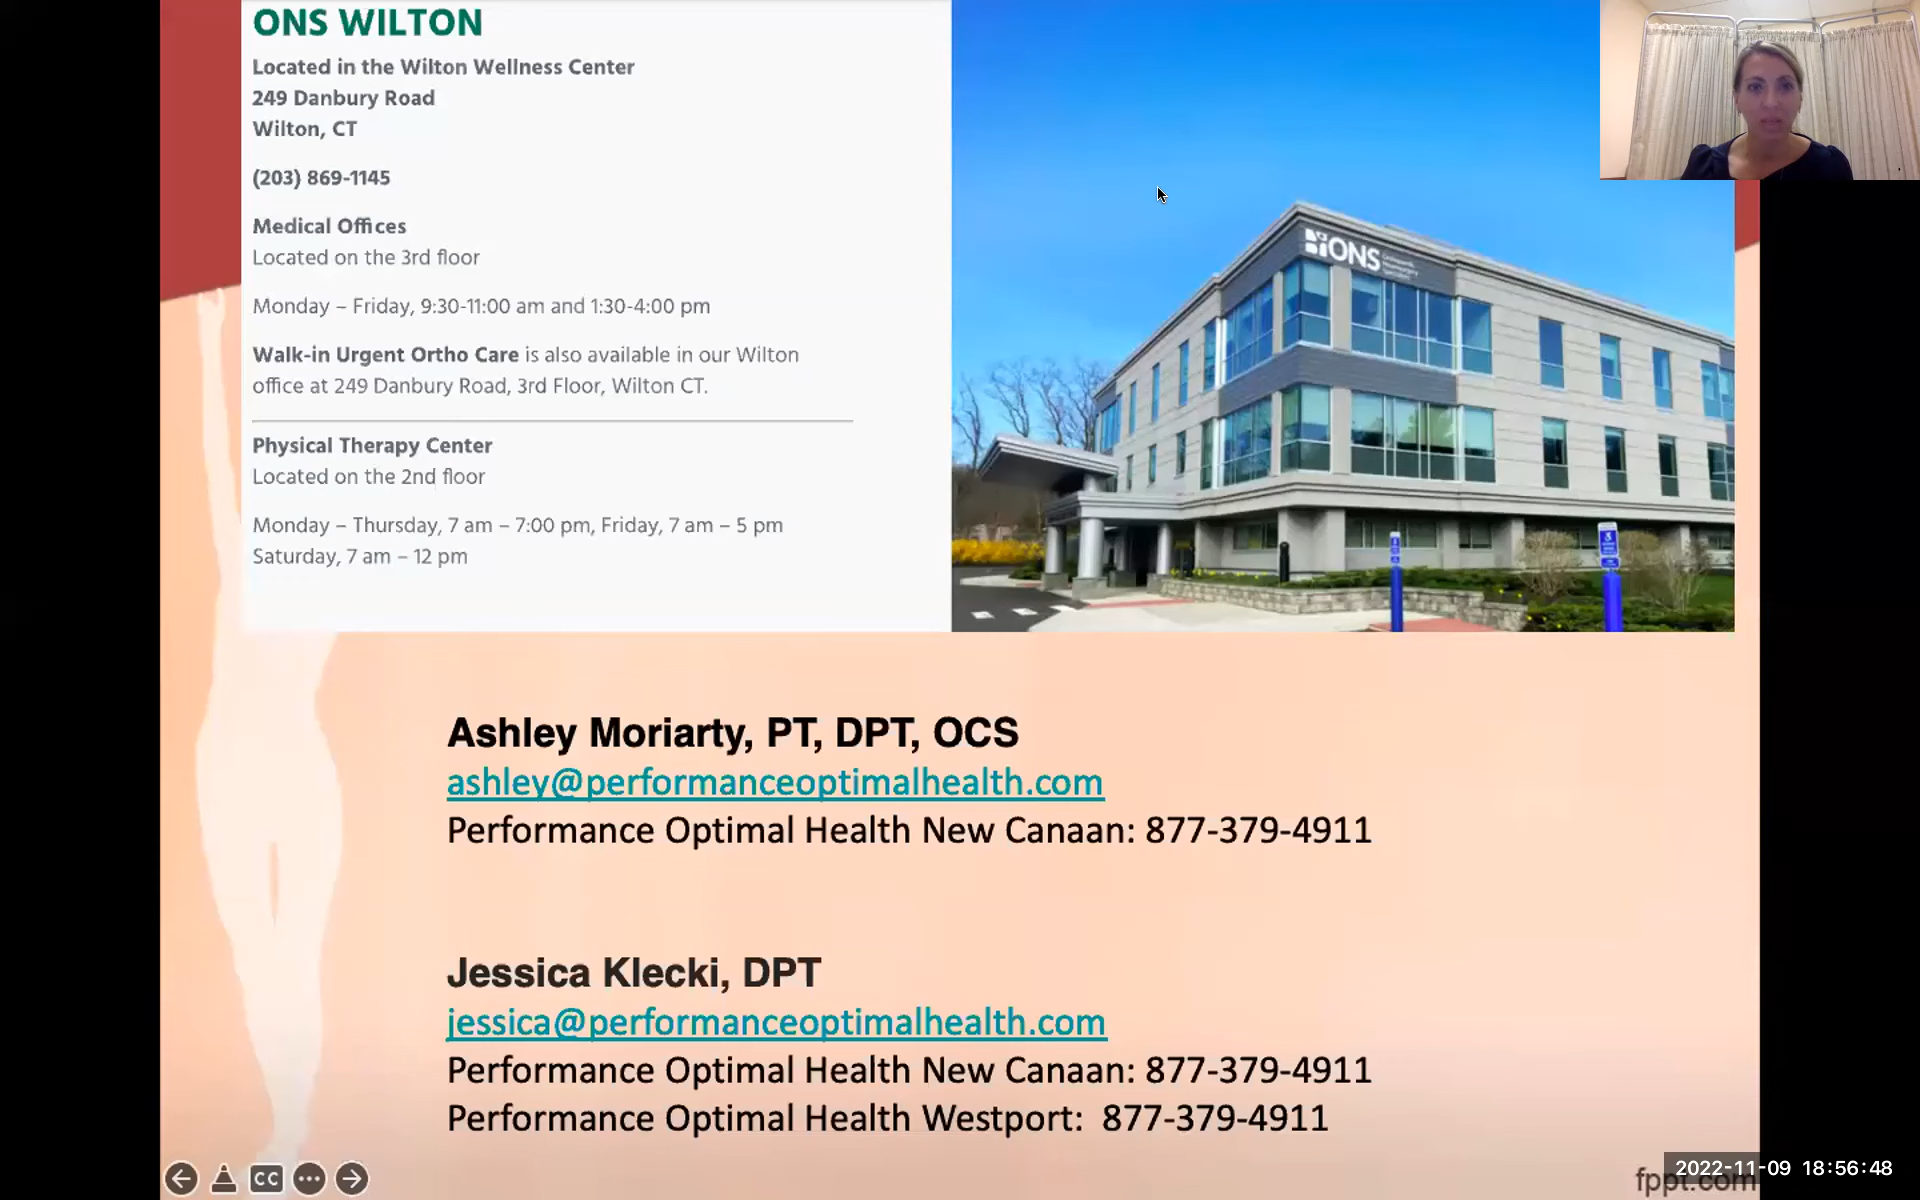 ONS WILTON
Located in the Wilton Wellness Center
249 Danbury Road
Wilton, CT
(203) 869-1145
Medical Offices
Located on the 3rd floor
Monday – Friday, 9:30-11:00 am and 1:30-4:00 pm
Walk-in Urgent Ortho Care is also available in our Wilton
office at 249 Danbury Road, 3rd Floor, Wilton CT.
Physical Therapy Center
Located on the 2nd floor
Monday – Thursday, 7 am – 7:00 pm, Friday, 7 am – 5 pm
Saturday, 7 am – 12 pm
ONS
Ashley Moriarty, PT, DPT, OCS
ashley@performanceoptimalhealth.com
Performance Optimal Health New Canaan: 877-379-4911
Jessica Klecki, DPT
jessica@performanceoptimalhealth.com
Performance Optimal Health New Canaan: 877-379-4911
Performance Optimal Health Westport:  877-379-4911
CC
2022-11-09 18:56:48
fppt.com